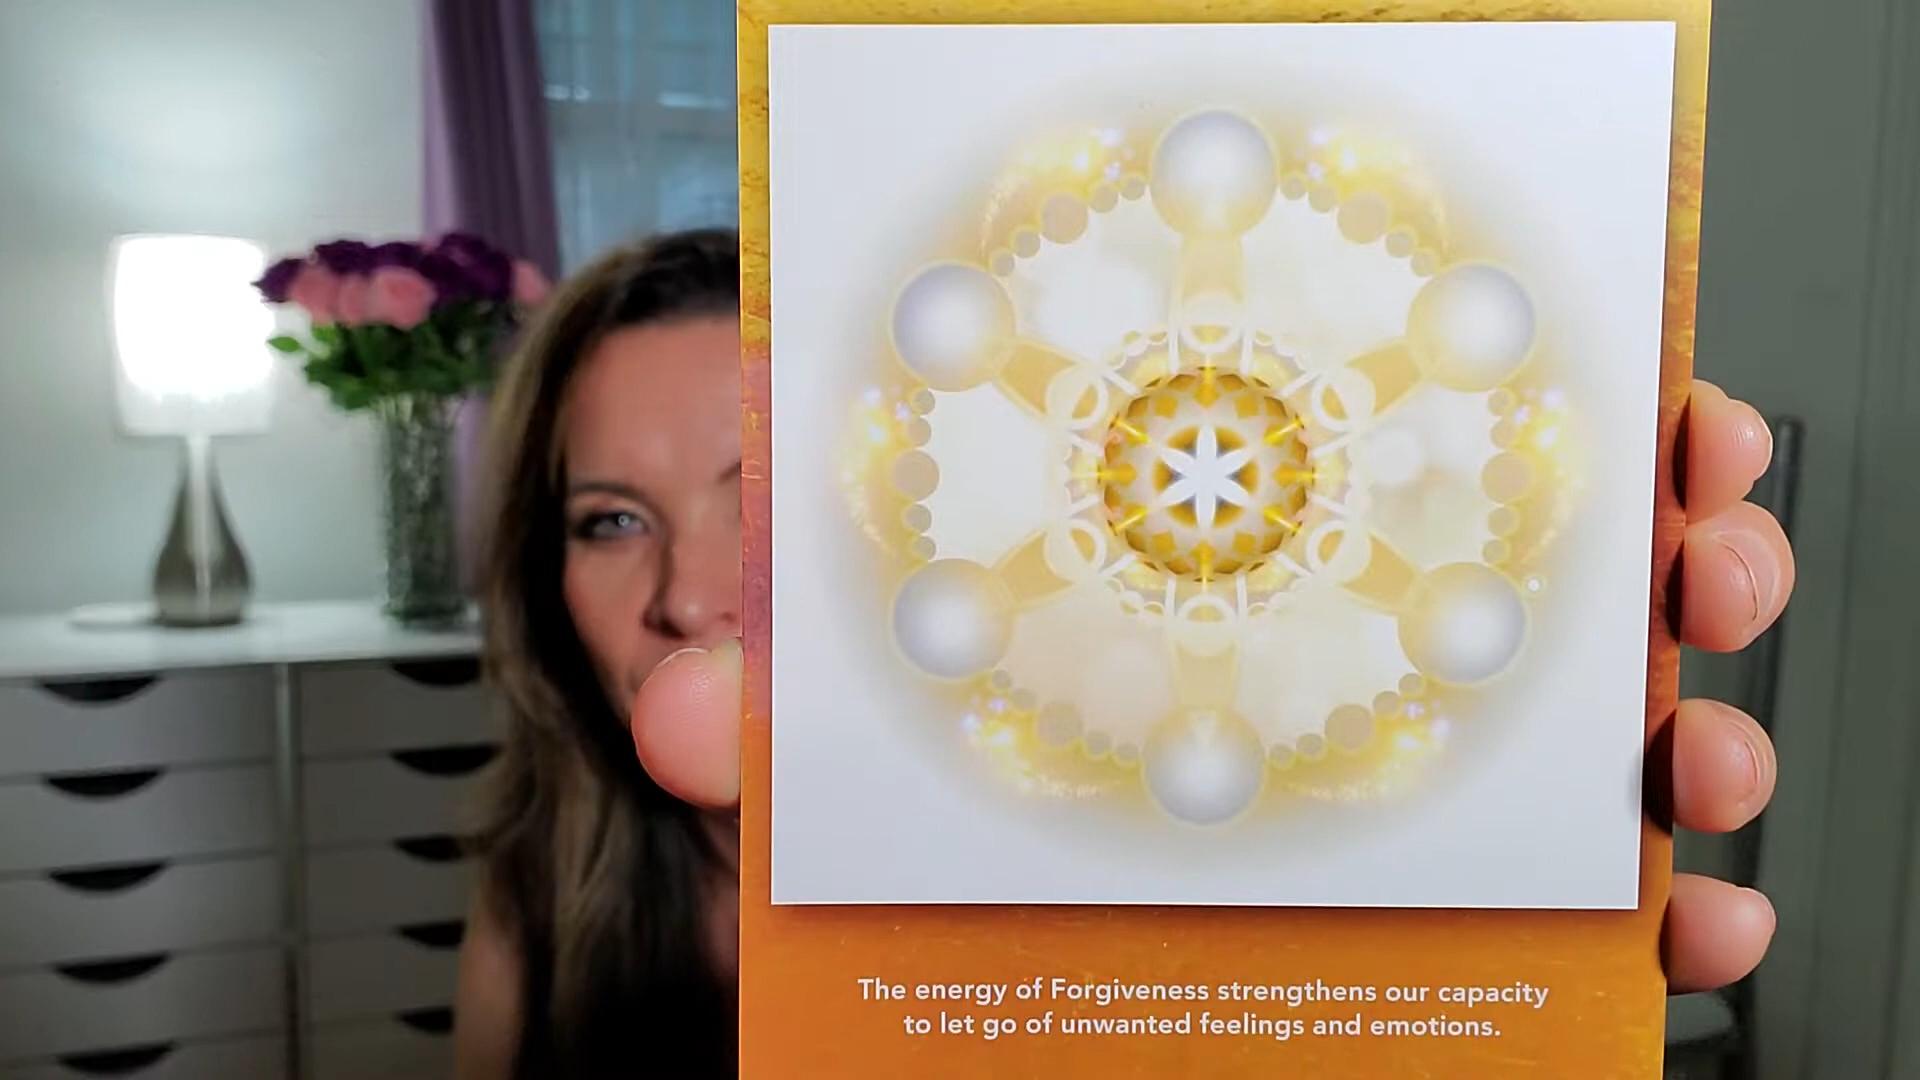 The energy of Forgiveness strengthens our capacity
to let go of unwanted feelings and emotions.